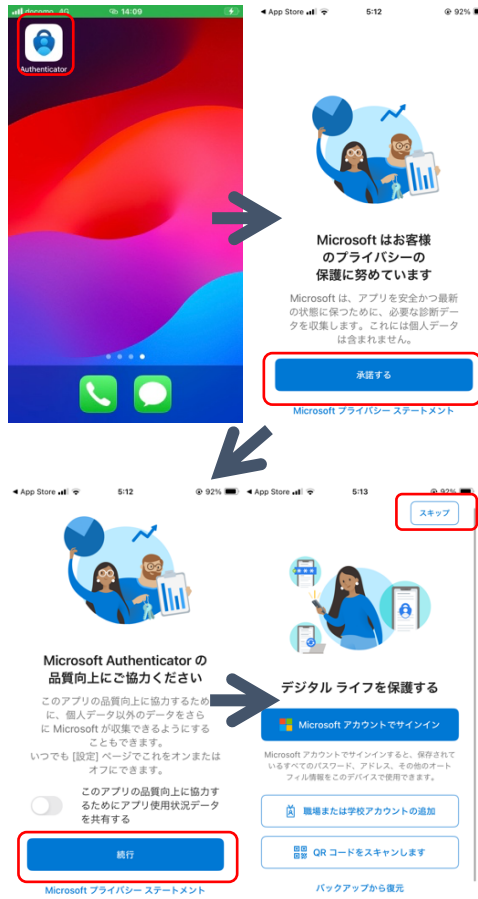 docomo 4G 14:09
Authenticator
App Store 5:12 92%
Microsoft はお客様
のプライバシーの
保護に努めています
Microsoft は、アプリを安全かつ最新
の状態に保つために、必要な診断デー
タを収集します。これには個人データ
は含まれません。
承諾する
Microsoft プライバシー ステートメント
App Store 5:12 92%
Microsoft Authenticator の
品質向上にご協力ください
このアプリの品質向上に協力するため
に、個人データ以外のデータをさら
に Microsoft が収集できるようにする
こともできます。
いつでも [設定] ページでこれをオンまたは
オフにできます。
このアプリの品質向上に協力す
るためにアプリ使用状況データ
を共有する
続行
Microsoft プライバシー ステートメント
App Store 5:13 92%
スキップ
デジタル ライフを保護する
Microsoft アカウントでサインイン
Microsoft アカウントでサインインすると、保存されて
いるすべてのパスワード、アドレス、その他のオート
フィル情報をこのデバイスで使用できます。
職場または学校アカウントの追加
QR コードをスキャンします
バックアップから復元